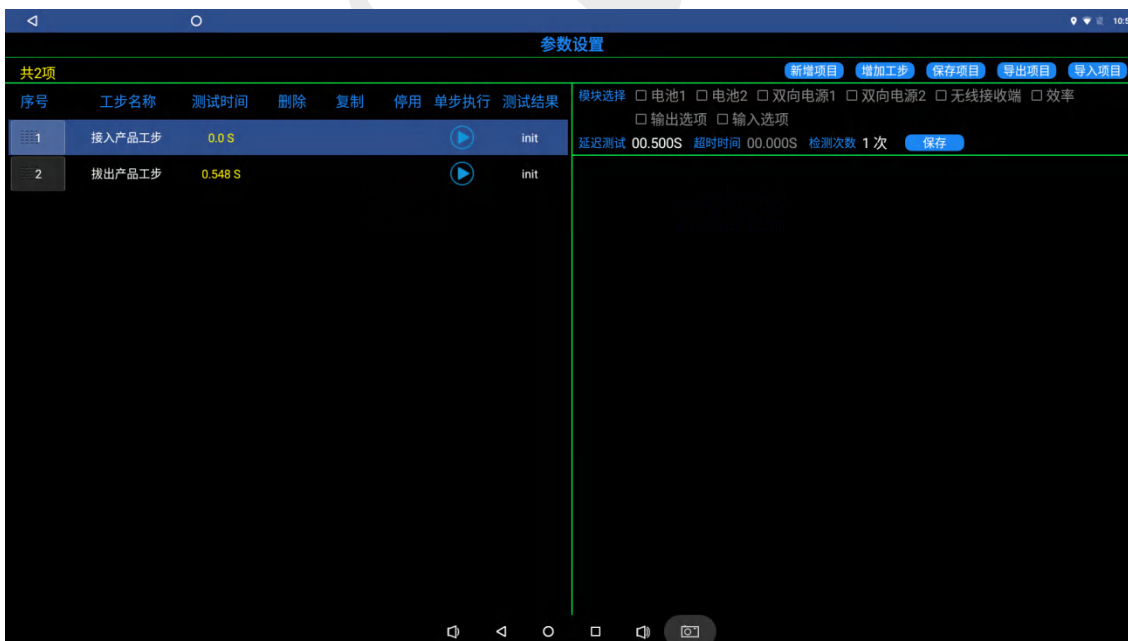 10:5
参数设置
共2项
新增项目 增加工步 保存项目 导出项目 导入项目
序号 工步名称 测试时间 删除 复制 停用 单步执行 测试结果
1 接入产品工步 0.0 S init
2 拔出产品工步 0.548 S init
模块选择 电池1 电池2 双向电源1 双向电源2 无线接收端 效率
输出选项 输入选项
延迟测试 00.500S 超时时间 00.000S 检测次数 1 次 保存